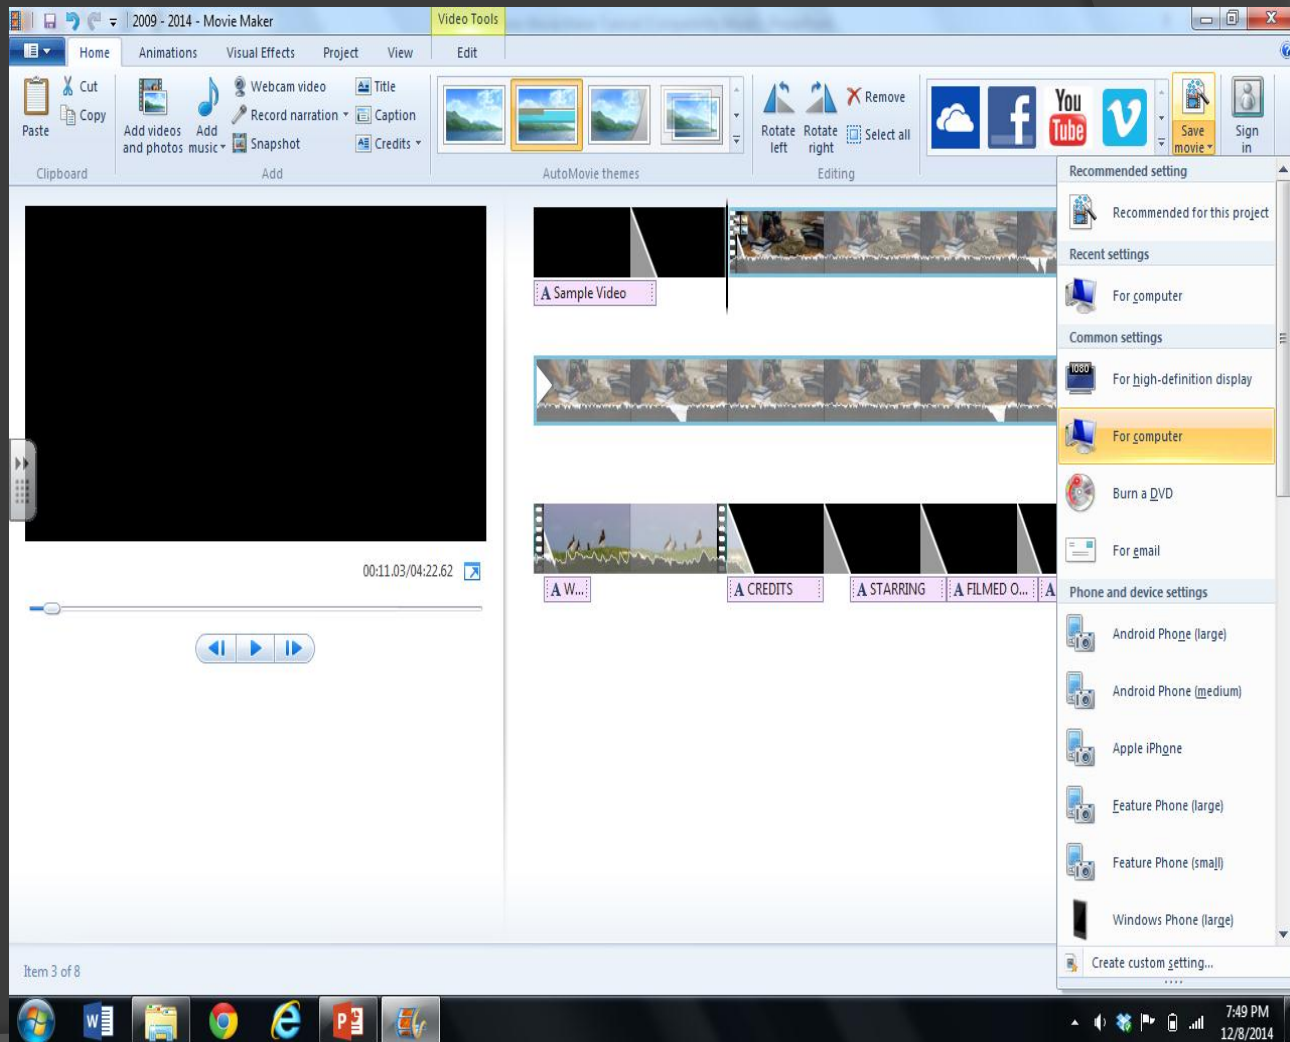 2009 - 2014 - Movie Maker
Video Tools
Home Animations Visual Effects Project View Edit
Paste
Cut
Copy
Clipboard
Add videos
and photos
Add
music
Webcam video
Record narration
Snapshot
Title
Caption
Credits
Add
AutoMovie themes
Rotate
left
Rotate
right
Remove
Select all
Editing
f
You
Tube
Save
movie
Sign
in
Recommended setting
Recommended for this project
Recent settings
For computer
Common settings
1080
For high-definition display
For computer
Burn a DVD
For email
Phone and device settings
Android Phone (large)
Android Phone (medium)
Apple iPhone
Feature Phone (large)
Feature Phone (small)
Windows Phone (large)
Create custom setting...
A Sample Video
A W...
A CREDITS
A STARRING
A FILMED O...
A
00:11.03/04:22.62
Item 3 of 8
7:49 PM
12/8/2014